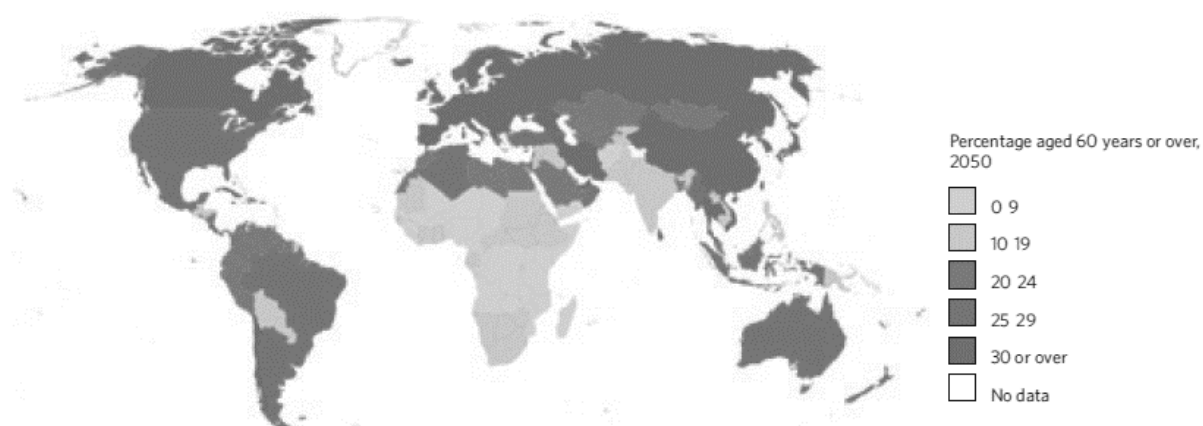 Percentage aged 60 years or over,
2050
0 9
10 19
20 24
25 29
30 or over
No data